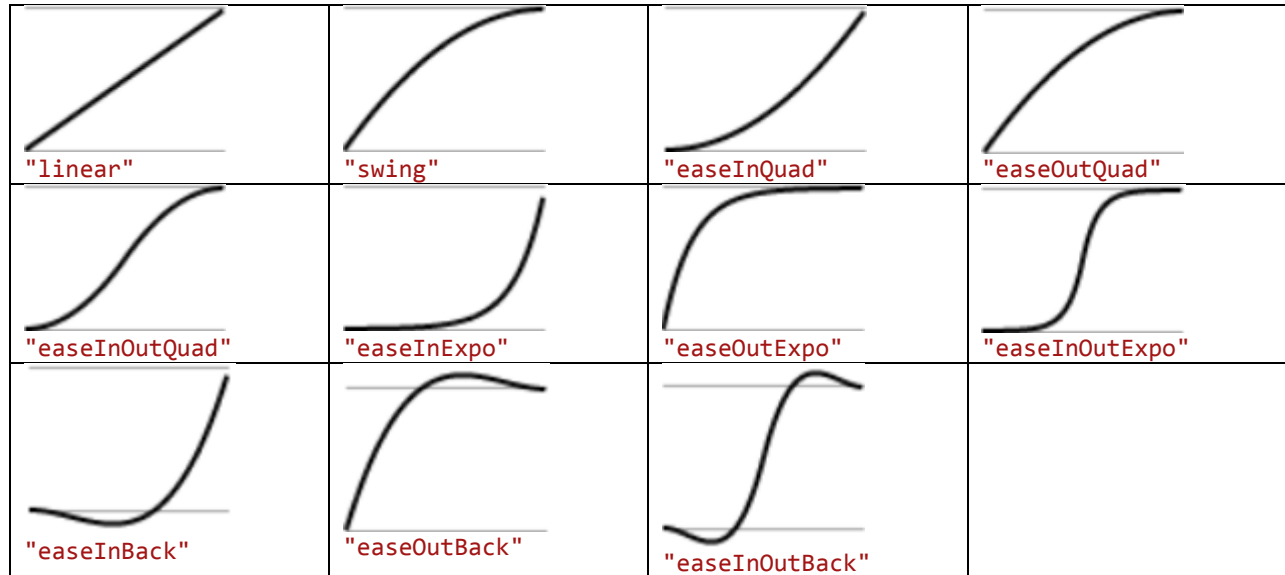 "linear"
"swing"
"easeInQuad"
"easeOutQuad"
"easeInOutQuad"
"easeInExpo"
"easeOutExpo"
"easeInOutExpo"
"easeInBack"
"easeOutBack"
"easeInOutBack"